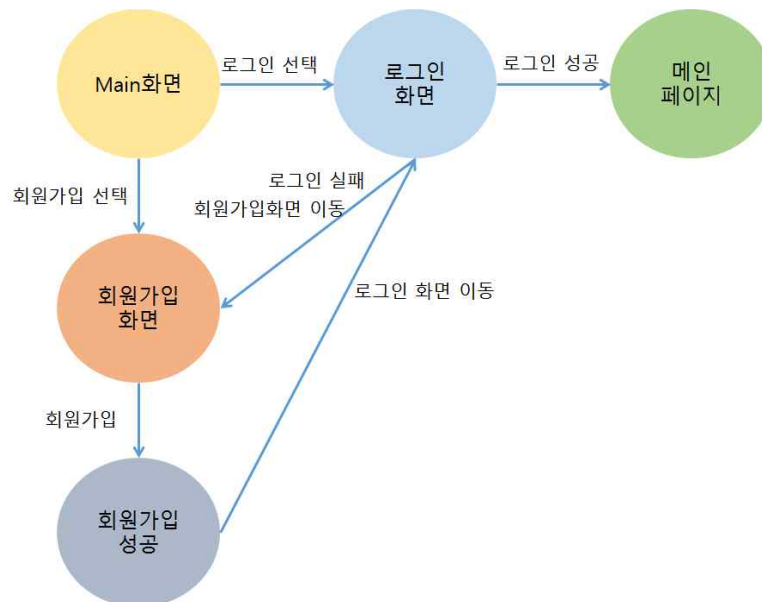 Main화면
로그인 선택
로그인
화면
로그인 성공
메인
페이지
회원가입 선택
로그인 실패
회원가입화면 이동
회원가입
화면
로그인 화면 이동
회원가입
회원가입
성공